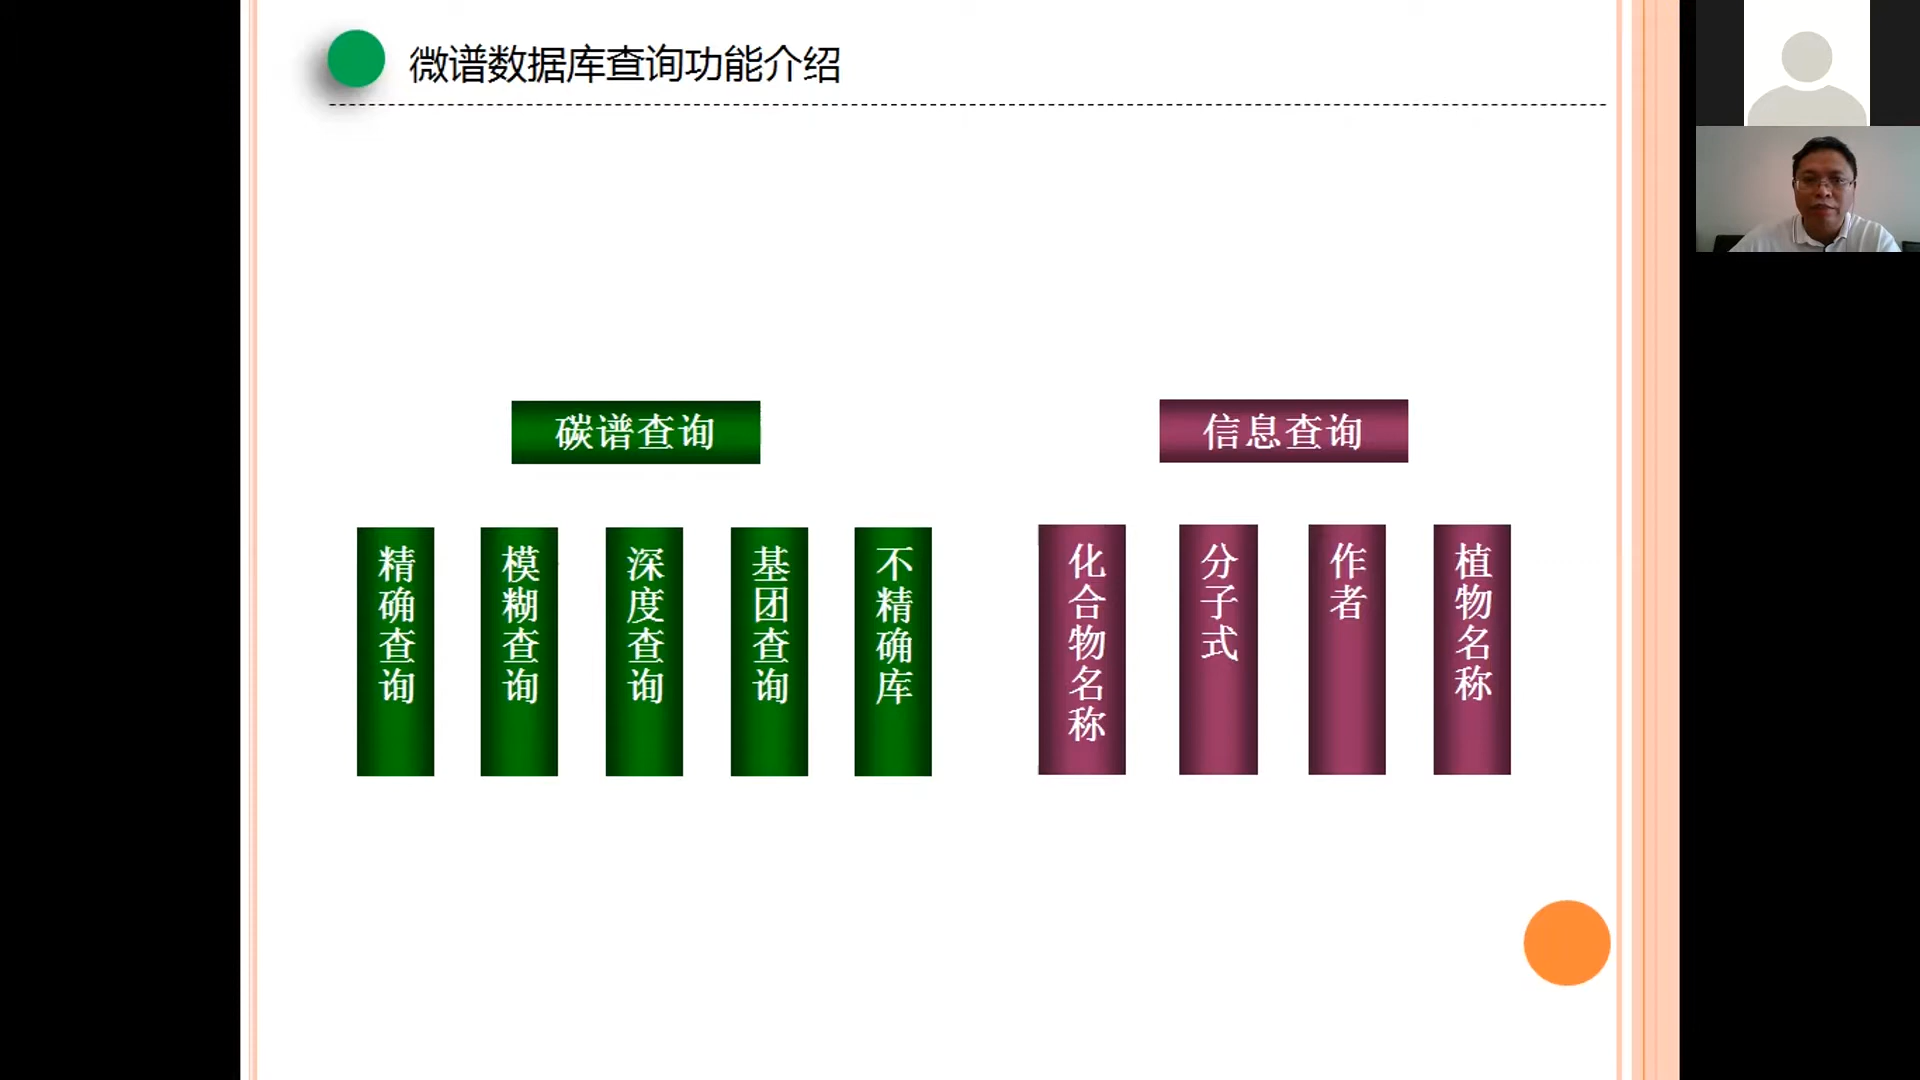 微谱数据库查询功能介绍
碳谱查询
信息查询
精确查询
模糊查询
深度查询
基团查询
不精确库
化合物名称
分子式
作者
植物名称